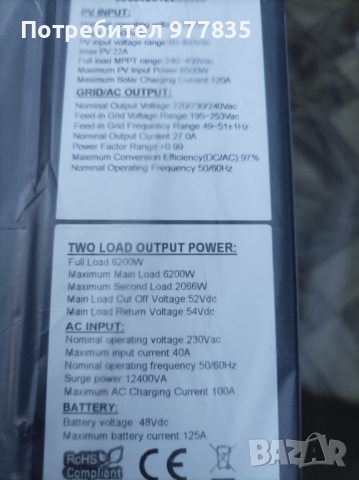 Потребител 977835
PV INPUT:
PV input voltage range:60-450Vdc
Imax PV:22A
Full load MPPT range:240-450Vdc
Maximum PV Input Power:6500W
Maximum Solar Charging Current 120A
GRID/AC OUTPUT:
Nominal Output Voltage:220/230/240Vac
Feed-in Grid Voltage Range:195~253Vac
Feed-in Grid Frequency Range:49~51±1Hz
Nominal Output Current:27.0A
Power Factor Range:>0.99
Maximum Conversion Efficiency(DC/AC):97%
Nominal Operating Frequency:50/60Hz
TWO LOAD OUTPUT POWER:
Full Load:6200W
Maximum Main Load:6200W
Maximum Second Load:2066W
Main Load Cut Off Voltage:52Vdc
Main Load Return Voltage:54Vdc
AC INPUT:
Nominal operating voltage:230Vac
Maximum input current:40A
Nominal operating frequency:50/60Hz
Surge power:12400VA
Maximum AC Charging Current 100A
BATTERY:
Battery voltage 48Vdc
Maximum battery current:125A
RoHS
Compliant
CE
BAZAR